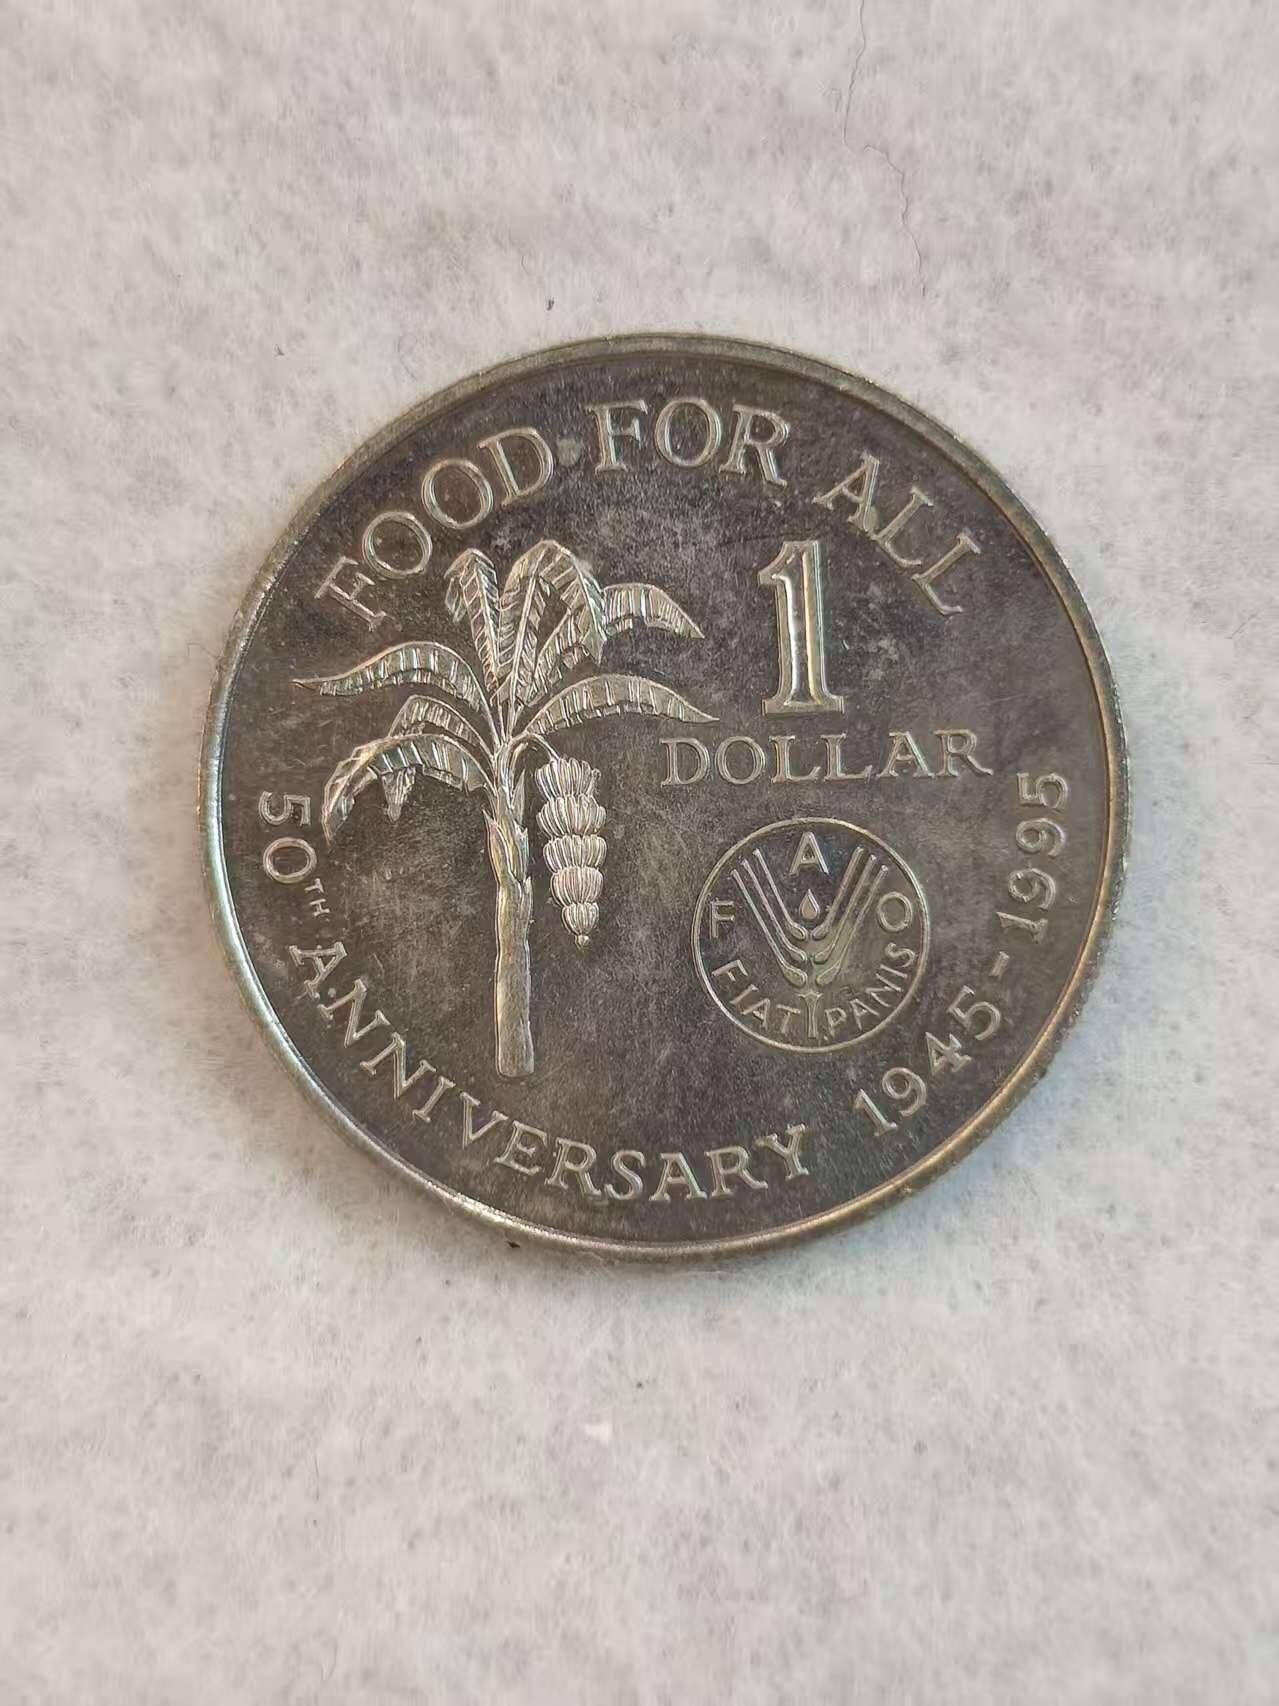 FOOD FOR ALL
1
DOLLAR
F A O
FIAT PANIS
50TH ANNIVERSARY 1945-1995